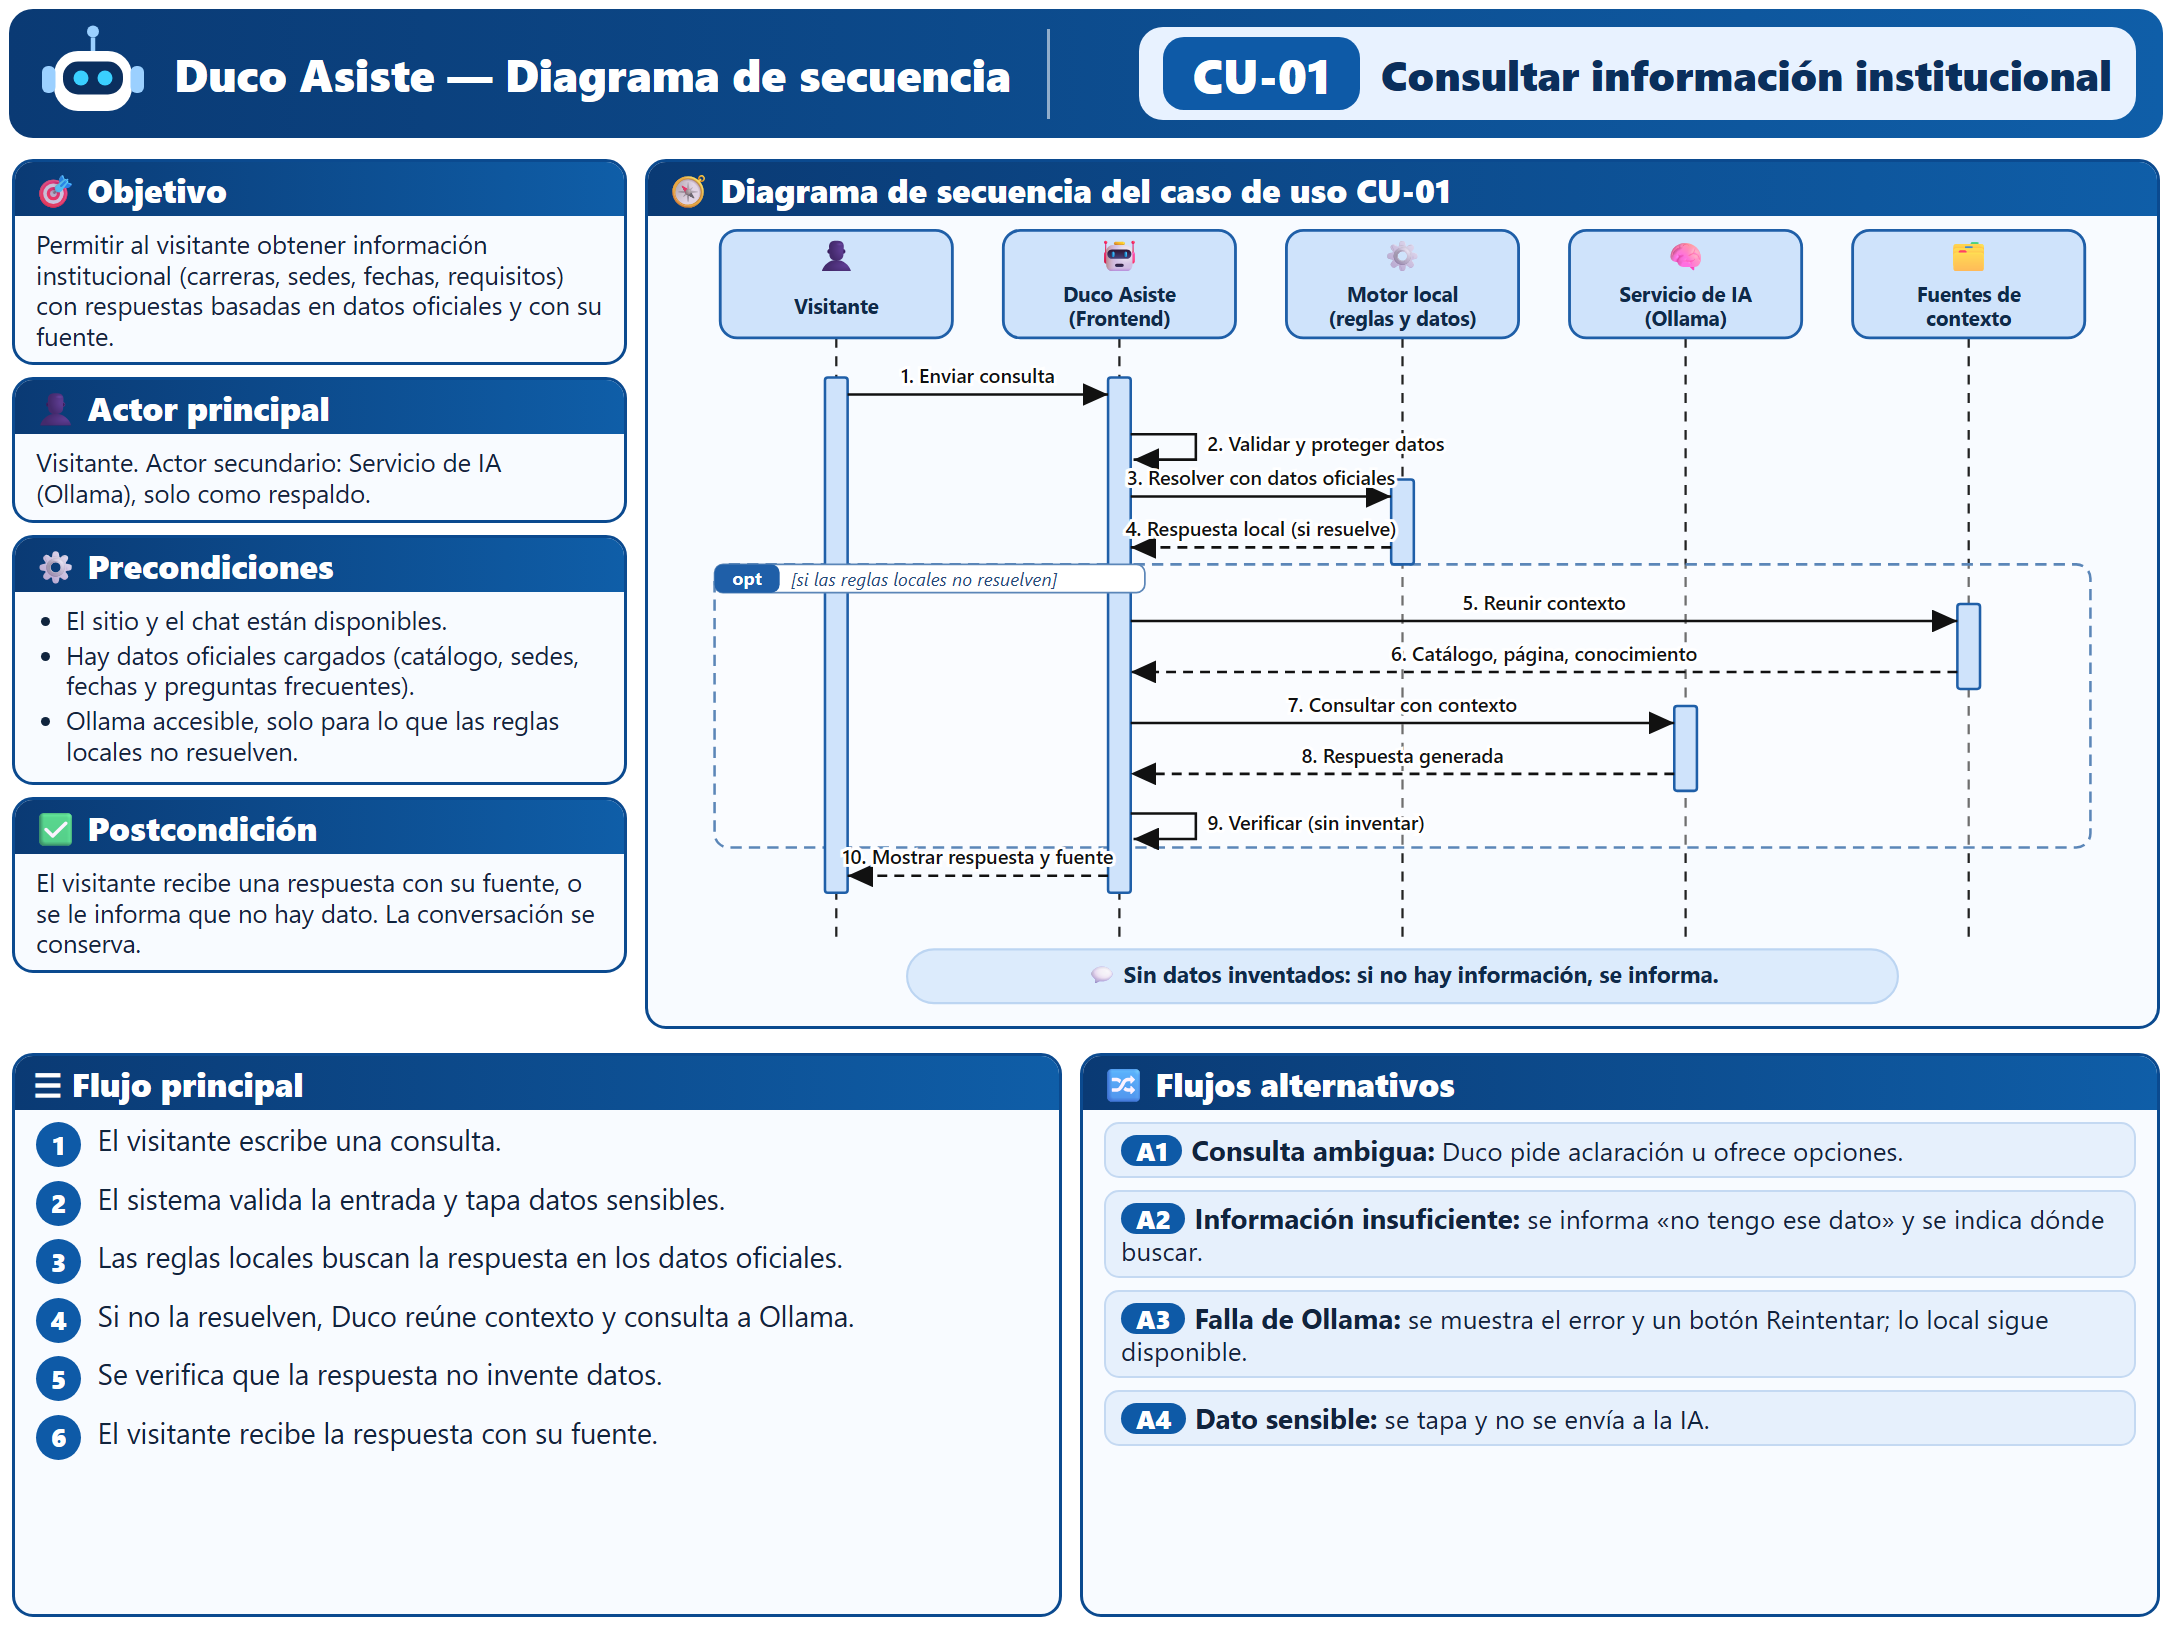 Duco Asiste — Diagrama de secuencia
CU-01 Consultar información institucional
Objetivo
Permitir al visitante obtener información
institucional (carreras, sedes, fechas, requisitos)
con respuestas basadas en datos oficiales y con su
fuente.
Actor principal
Visitante. Actor secundario: Servicio de IA
(Ollama), solo como respaldo.
Precondiciones
• El sitio y el chat están disponibles.
• Hay datos oficiales cargados (catálogo, sedes,
fechas y preguntas frecuentes).
• Ollama accesible, solo para lo que las reglas
locales no resuelven.
Postcondición
El visitante recibe una respuesta con su fuente, o
se le informa que no hay dato. La conversación se
conserva.
Diagrama de secuencia del caso de uso CU-01
Visitante
Duco Asiste
(Frontend)
Motor local
(reglas y datos)
Servicio de IA
(Ollama)
Fuentes de
contexto
1. Enviar consulta
2. Validar y proteger datos
3. Resolver con datos oficiales
4. Respuesta local (si resuelve)
opt [si las reglas locales no resuelven]
5. Reunir contexto
6. Catálogo, página, conocimiento
7. Consultar con contexto
8. Respuesta generada
9. Verificar (sin inventar)
10. Mostrar respuesta y fuente
Sin datos inventados: si no hay información, se informa.
Flujo principal
1 El visitante escribe una consulta.
2 El sistema valida la entrada y tapa datos sensibles.
3 Las reglas locales buscan la respuesta en los datos oficiales.
4 Si no la resuelven, Duco reúne contexto y consulta a Ollama.
5 Se verifica que la respuesta no invente datos.
6 El visitante recibe la respuesta con su fuente.
Flujos alternativos
A1 Consulta ambigua: Duco pide aclaración u ofrece opciones.
A2 Información insuficiente: se informa «no tengo ese dato» y se indica dónde
buscar.
A3 Falla de Ollama: se muestra el error y un botón Reintentar; lo local sigue
disponible.
A4 Dato sensible: se tapa y no se envía a la IA.